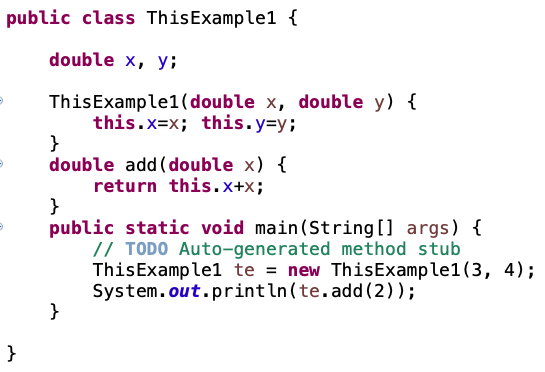 public class ThisExample1 {
double x, y;
ThisExample1(double x, double y) {
this.x=x; this.y=y;
}
double add(double x) {
return this.x+x;
}
public static void main(String[] args) {
// TODO Auto-generated method stub
ThisExample1 te = new ThisExample1(3, 4);
System.out.println(te.add(2));
}
}